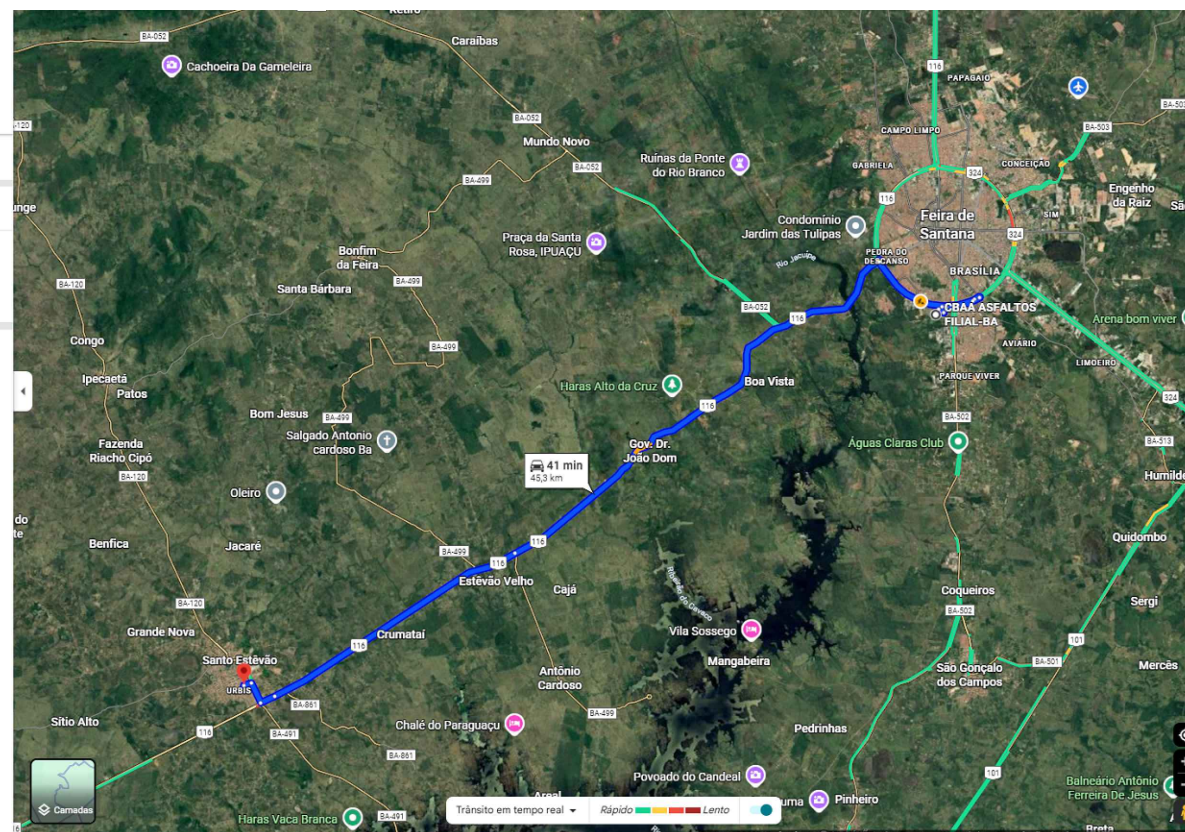 Retiro
BA-052
Caraíbas
Cachoeira Da Gameleira
116
PAPAGAIO
BA-052
BA-503
CAMPO LIMPO
BA-503
-120
Mundo Novo
Ruínas da Ponte
do Rio Branco
GABRIELA
CONCEIÇÃO
BA-052
324
BA-499
116
Engenho
da Raiz
Feira de
Santana
SIM
Condomínio
Jardim das Tulipas
324
Praça da Santa
Rosa, IPUAÇU
Bonfim
da Feira
PEDRA DO
DESCANSO
Rio Jacuípe
BRASÍLIA
BA-120
Santa Bárbara
BA-499
BA-052
CBAA ASFALTOS
FILIAL-BA
116
Arena bom viver
Congo
BA-499
AVIÁRIO
LIMOEIRO
Ipecaetá
Patos
Haras Alto da Cruz
Boa Vista
PARQUE VIVER
324
116
Bom Jesus
BA-499
BA-502
Salgado Antonio
cardoso Ba
Fazenda
Riacho Cipó
Gov. Dr.
João Dom
Águas Claras Club
BA-513
41 min
45,3 km
BA-120
Humilde
Oleiro
116
Quidombo
Benfica
Jacaré
BA-499
116
Estêvão Velho
Cajá
Coqueiros
BA-120
BA-502
Sergi
Grande Nova
Crumataí
Vila Sossego
116
101
Santo Estêvão
Mangabeira
BA-501
Mercês
URBIS
Antônio
Cardoso
São Gonçalo
dos Campos
BA-861
BA-499
Sítio Alto
Chalé do Paraguaçu
116
BA-491
Pedrinhas
BA-861
101
Povoado do Candeal
Balneário Antônio
Ferreira De Jesus
Camadas
Pinheiro
Trânsito em tempo real Rápido Lento
Haras Vaca Branca
BA-491